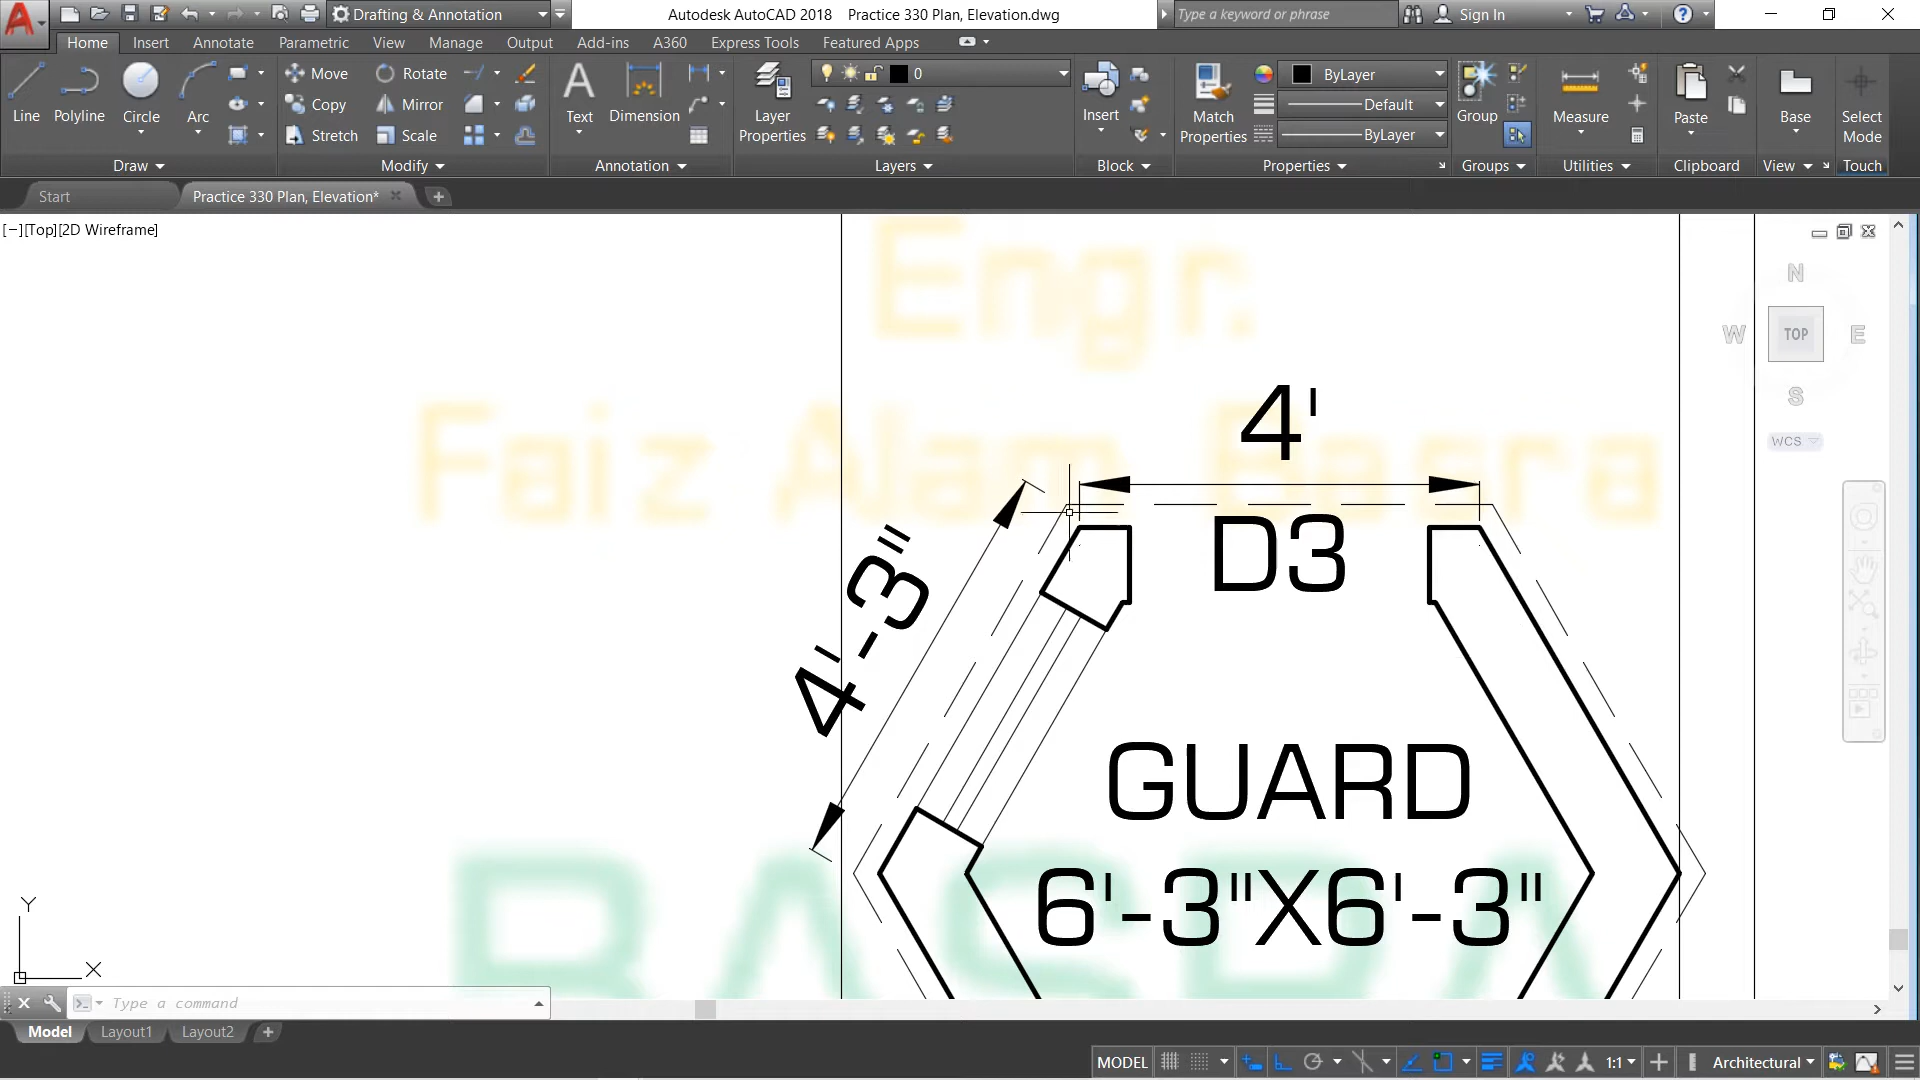 Drafting & Annotation
Autodesk AutoCAD 2018 Practice 330 Plan, Elevation.dwg
Type a keyword or phrase
Sign In
Home Insert Annotate Parametric View Manage Output Add-ins A360 Express Tools Featured Apps
Line Polyline Circle Arc
Move Rotate
Copy Mirror
Stretch Scale
Text Dimension
Layer Properties
0
Insert
Match Properties
ByLayer
Default
ByLayer
Group
Measure
Paste
Base
Select Mode
Draw Modify Annotation Layers Block Properties Groups Utilities Clipboard View Touch
Start
Practice 330 Plan, Elevation*
[−][Top][2D Wireframe]
N
W TOP E
S
WCS
Engr.
Faiz Alam Basra
4'
4'-3"
D3
GUARD
6'-3"X6'-3"
BASRA
Y
X
Type a command
Model Layout1 Layout2
MODEL
1:1
Architectural